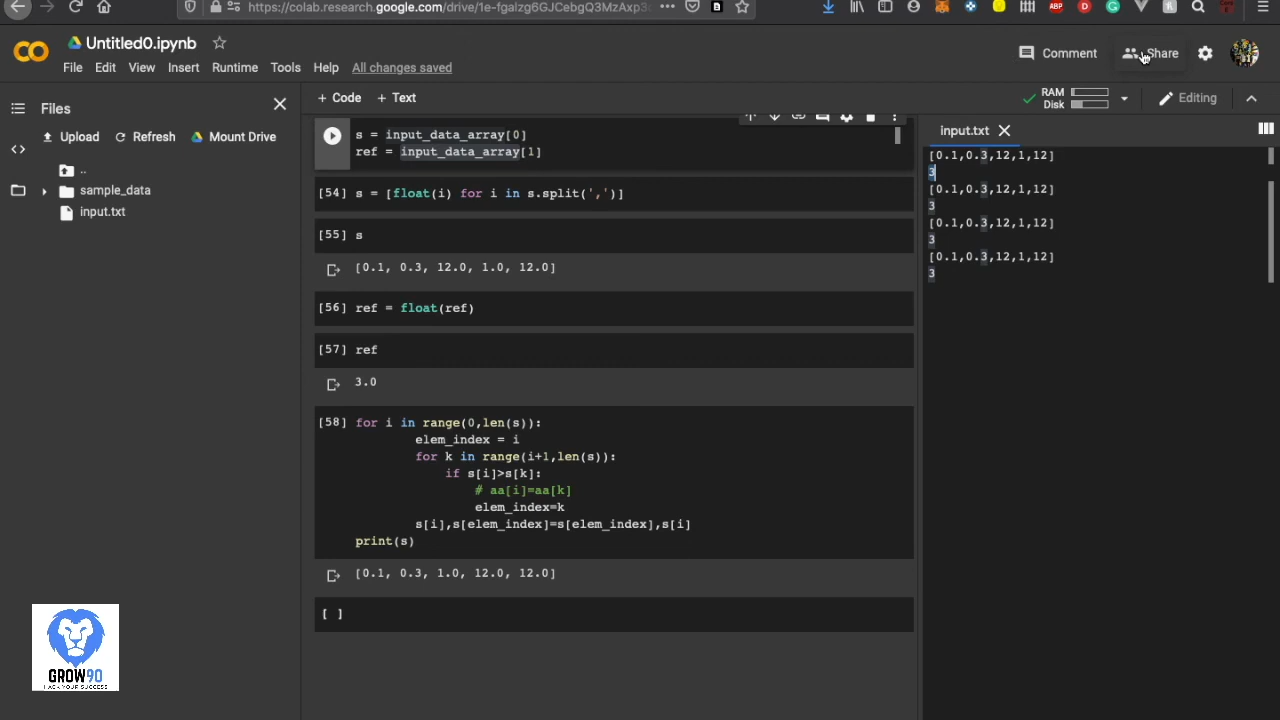 https://colab.research.google.com/drive/1e-fgalzg6GJCebgQ3MzAxp3
ABP
Untitled0.ipynb
Comment
Share
File Edit View Insert Runtime Tools Help All changes saved
Files
+ Code + Text
RAM
Disk
Editing
Upload Refresh Mount Drive
..
sample_data
input.txt
s = input_data_array[0]
ref = input_data_array[1]
[54] s = [float(i) for i in s.split(',')]
[55] s
[0.1, 0.3, 12.0, 1.0, 12.0]
[56] ref = float(ref)
[57] ref
3.0
[58] for i in range(0,len(s)):
elem_index = i
for k in range(i+1,len(s)):
if s[i]>s[k]:
# aa[i]=aa[k]
elem_index=k
s[i],s[elem_index]=s[elem_index],s[i]
print(s)
[0.1, 0.3, 1.0, 12.0, 12.0]
[ ]
input.txt
[0.1,0.3,12,1,12]
3
[0.1,0.3,12,1,12]
3
[0.1,0.3,12,1,12]
3
[0.1,0.3,12,1,12]
3
GROW90
HACK YOUR SUCCESS